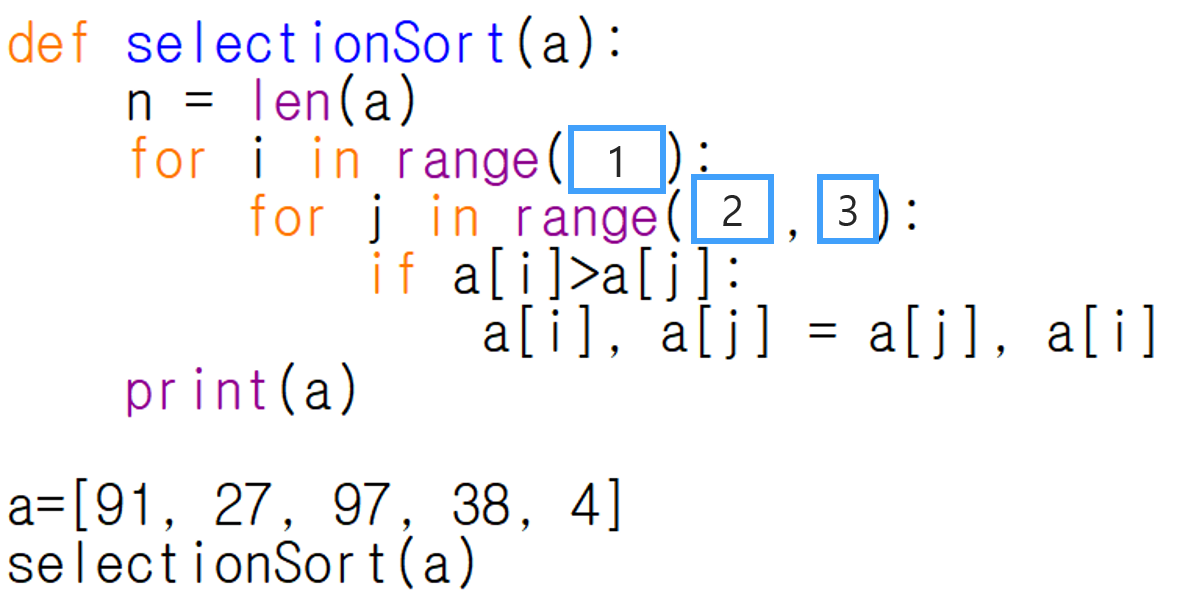 def selectionSort(a):
    n = len(a)
    for i in range( 1 ):
        for j in range( 2 , 3 ):
            if a[i]>a[j]:
                a[i], a[j] = a[j], a[i]
    print(a)

a=[91, 27, 97, 38, 4]
selectionSort(a)